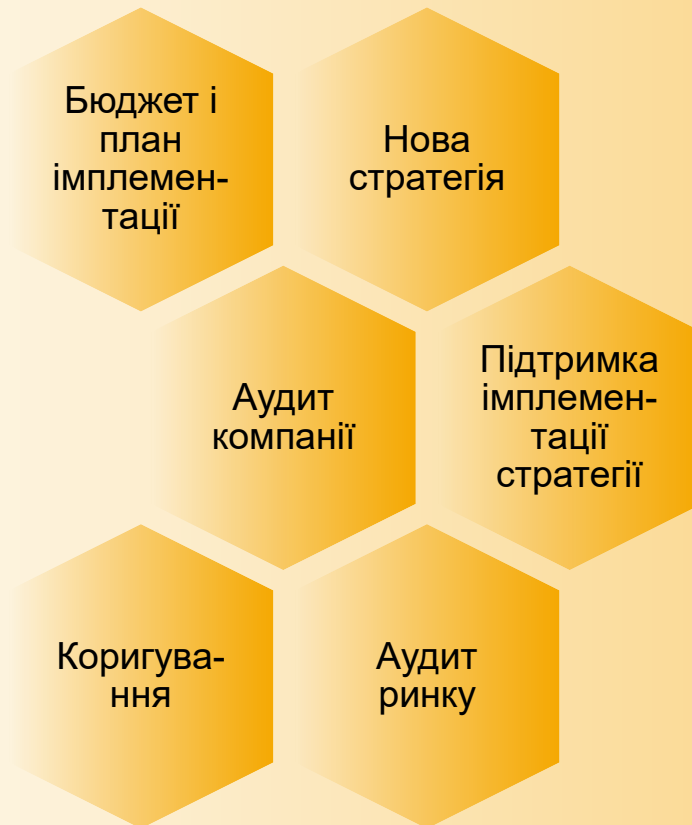 Бюджет і
план
імплемен-
тації
Нова
стратегія
Аудит
компанії
Підтримка
імплемен-
тації
стратегії
Коригува-
ння
Аудит
ринку